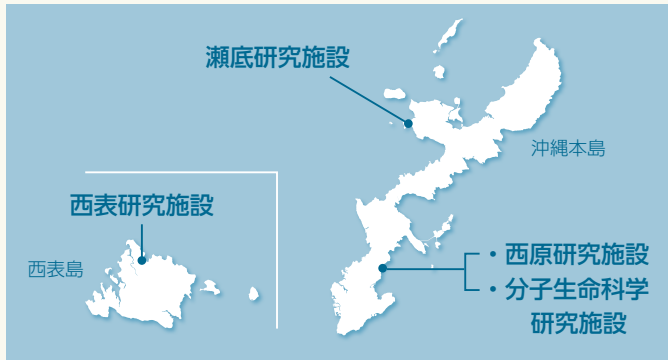 瀬底研究施設
沖縄本島
西表研究施設
西表島
・西原研究施設
・分子生命科学
研究施設